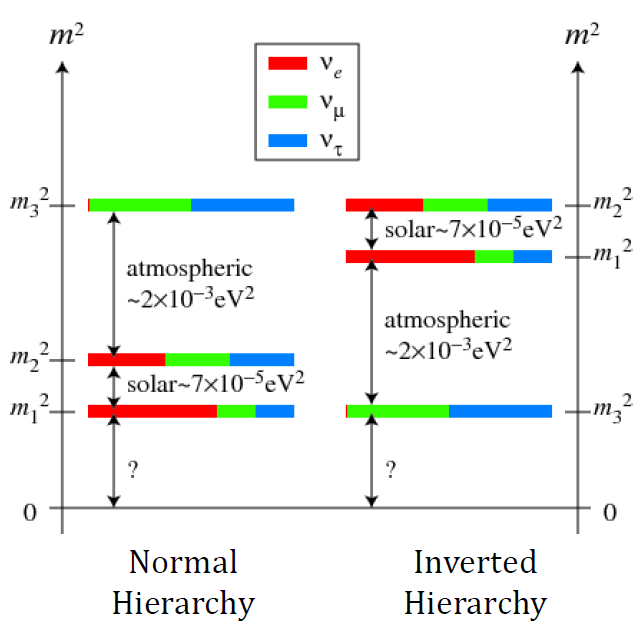 m²
m²
νe
νμ
ντ
m₃²
m₂²
solar~7×10⁻⁵eV²
m₁²
atmospheric
~2×10⁻³eV²
atmospheric
~2×10⁻³eV²
m₂²
solar~7×10⁻⁵eV²
m₁²
m₃²
?
?
0
0
Normal
Hierarchy
Inverted
Hierarchy